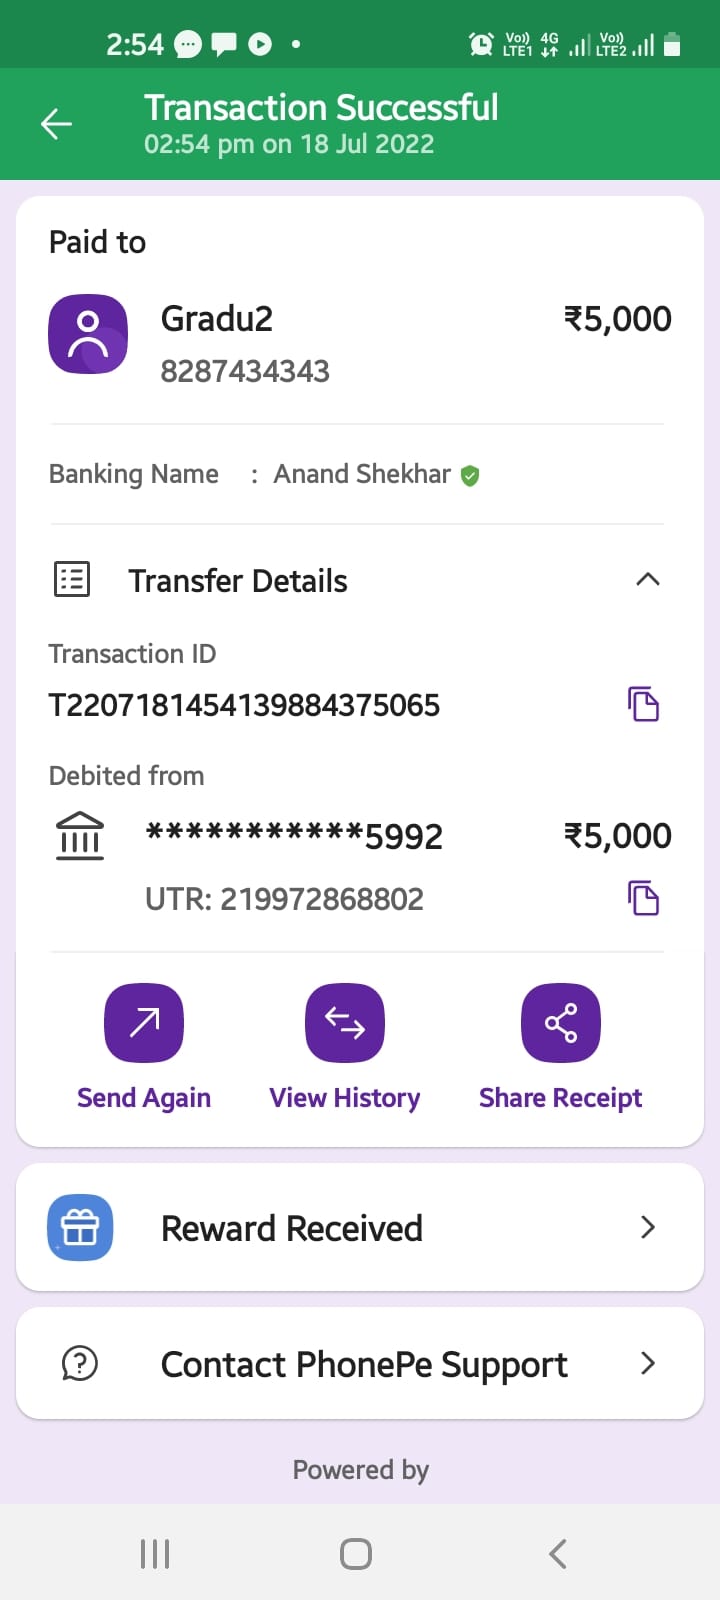 2:54
Vo)) 4G Vo))
LTE1 LTE2
Transaction Successful
02:54 pm on 18 Jul 2022
Paid to
Gradu2 ₹5,000
8287434343
Banking Name : Anand Shekhar
Transfer Details
Transaction ID
T2207181454139884375065
Debited from
***********5992 ₹5,000
UTR: 219972868802
Send Again View History Share Receipt
Reward Received
Contact PhonePe Support
Powered by